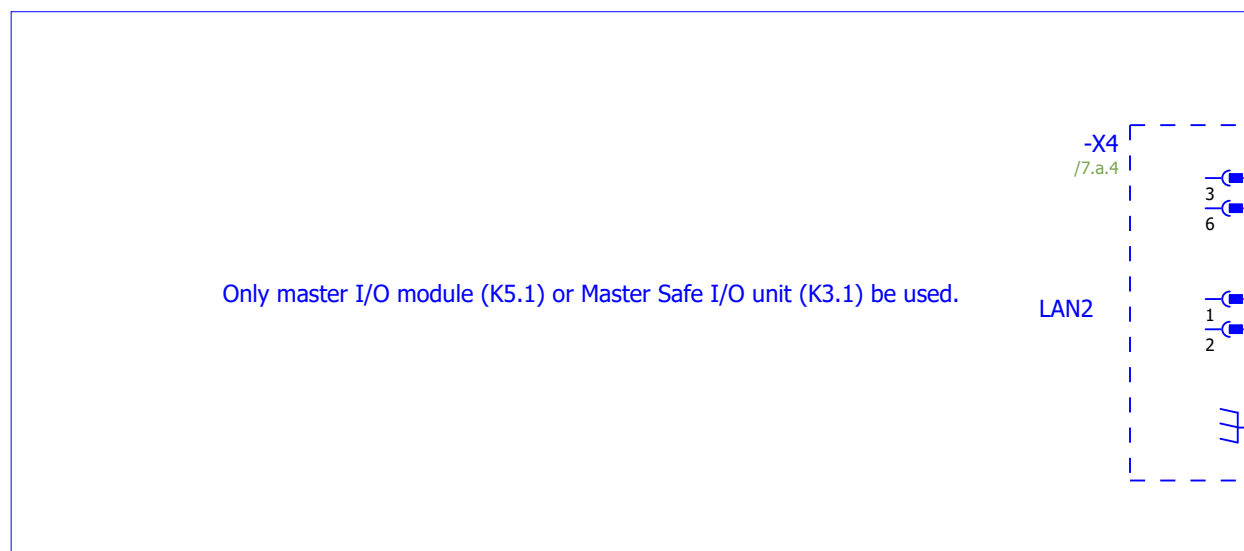 -X4
/7.a.4
3
6
Only master I/O module (K5.1) or Master Safe I/O unit (K3.1) be used.
LAN2
1
2